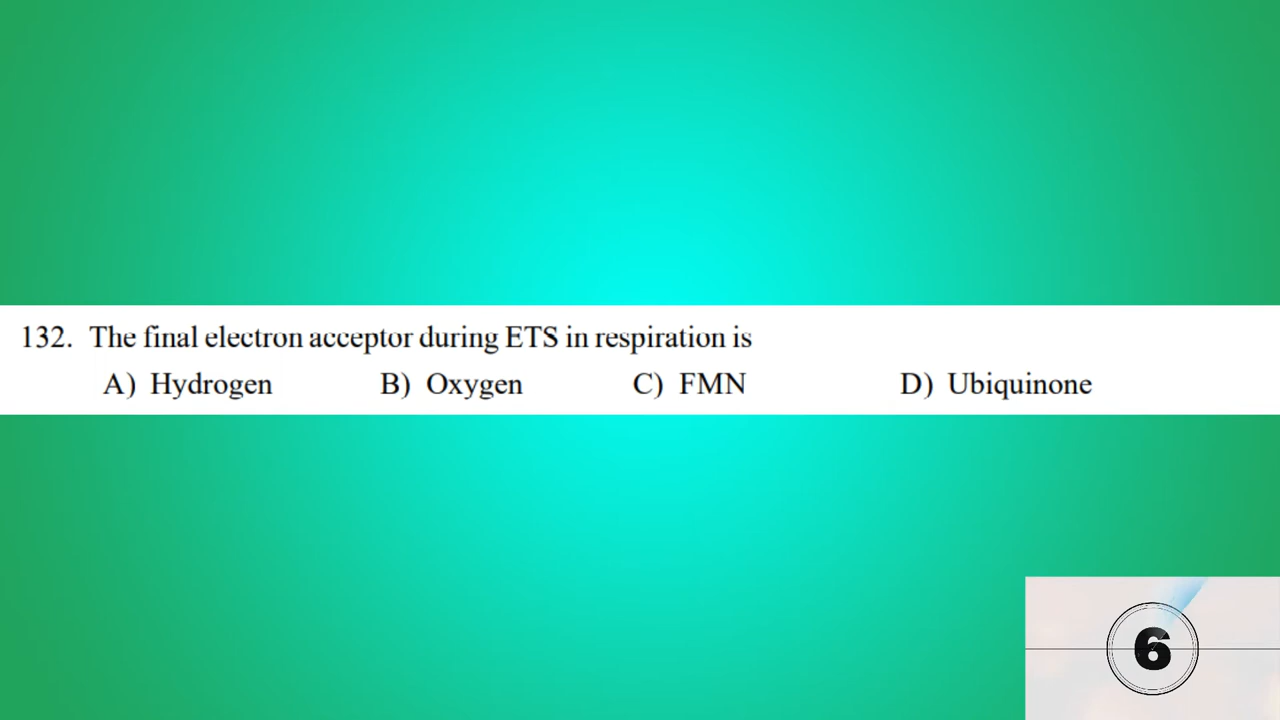 132. The final electron acceptor during ETS in respiration is
A) Hydrogen B) Oxygen C) FMN D) Ubiquinone
6